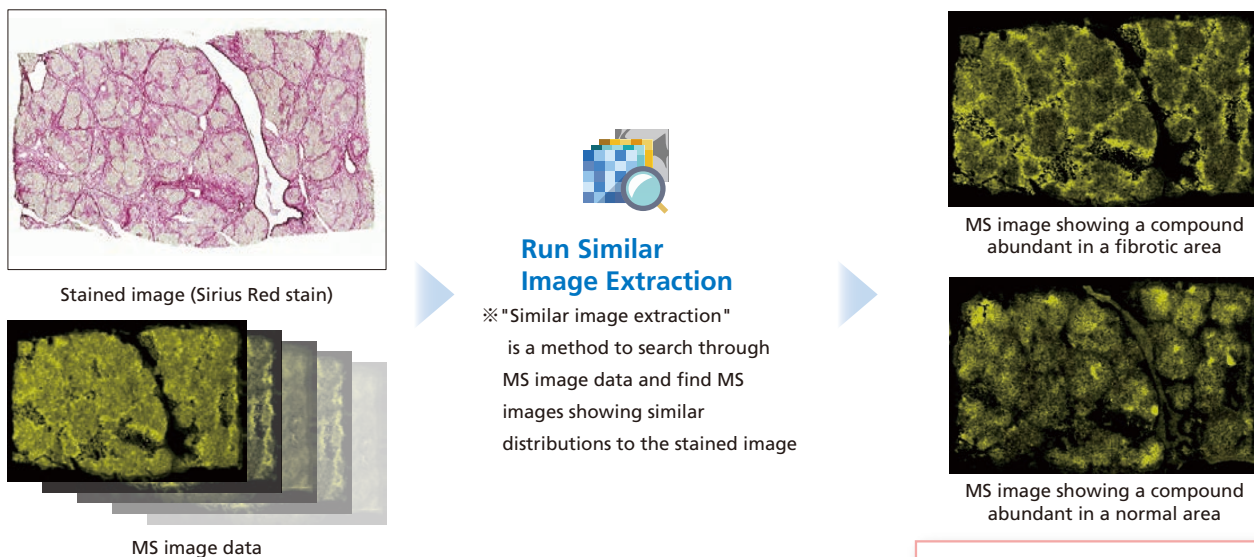 Stained image (Sirius Red stain)
MS image data
Run Similar
Image Extraction
※"Similar image extraction"
is a method to search through
MS image data and find MS
images showing similar
distributions to the stained image
MS image showing a compound
abundant in a fibrotic area
MS image showing a compound
abundant in a normal area